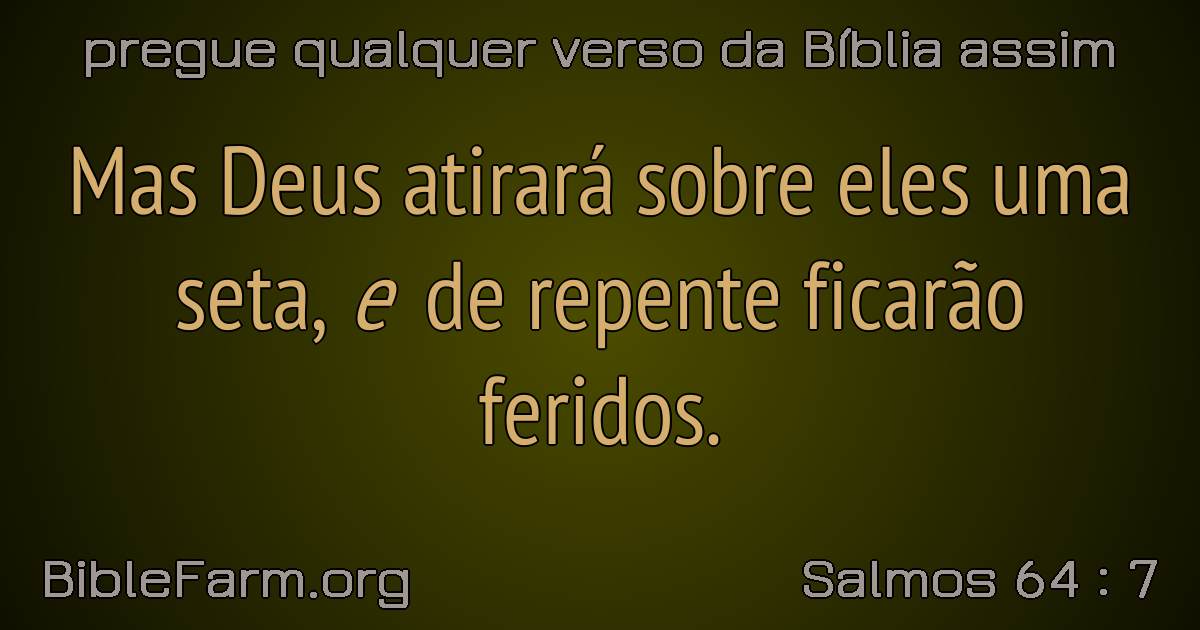 pregue qualquer verso da Bíblia assim
Mas Deus atirará sobre eles uma
seta, e de repente ficarão
feridos.
BibleFarm.org
Salmos 64 : 7